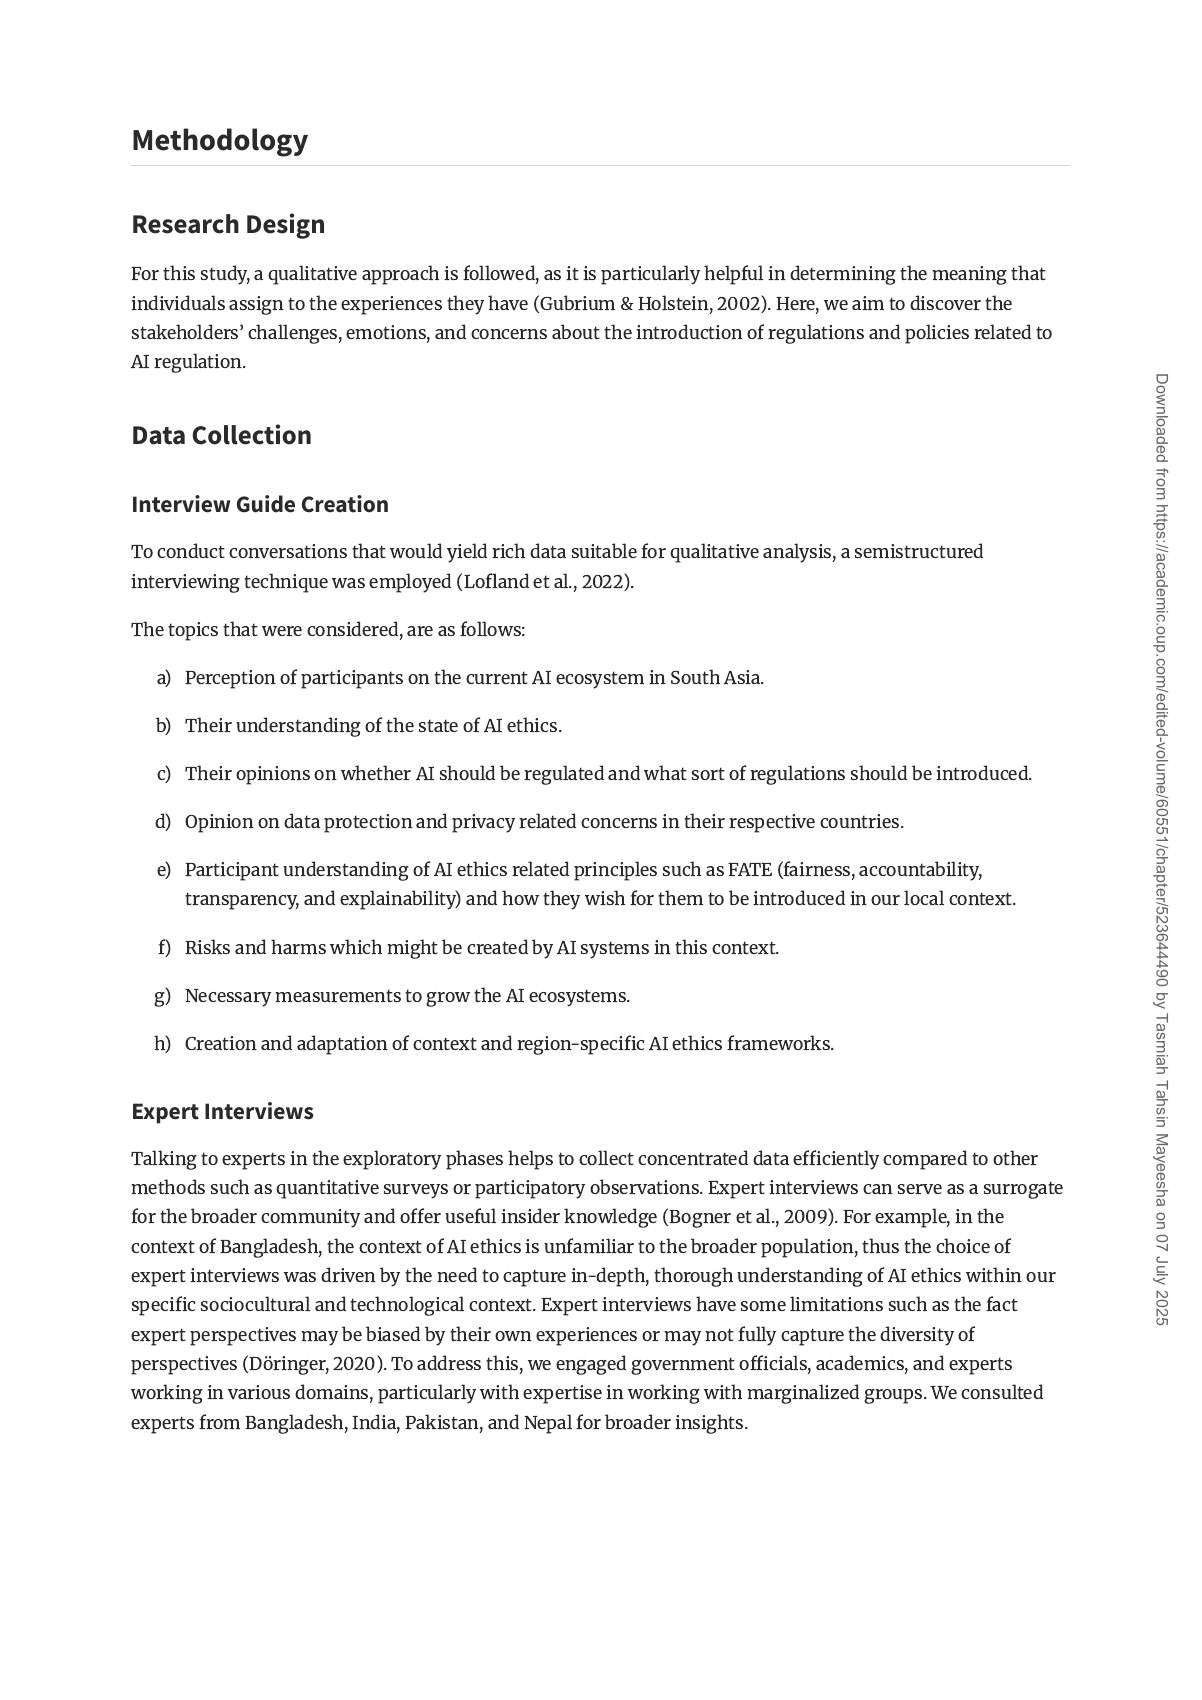 Methodology
Research Design
For this study, a qualitative approach is followed, as it is particularly helpful in determining the meaning that
individuals assign to the experiences they have (Gubrium & Holstein, 2002). Here, we aim to discover the
stakeholders’ challenges, emotions, and concerns about the introduction of regulations and policies related to
AI regulation.
Data Collection
Interview Guide Creation
To conduct conversations that would yield rich data suitable for qualitative analysis, a semistructured
interviewing technique was employed (Lofland et al., 2022).
The topics that were considered, are as follows:
a) Perception of participants on the current AI ecosystem in South Asia.
b) Their understanding of the state of AI ethics.
c) Their opinions on whether AI should be regulated and what sort of regulations should be introduced.
d) Opinion on data protection and privacy related concerns in their respective countries.
e) Participant understanding of AI ethics related principles such as FATE (fairness, accountability,
transparency, and explainability) and how they wish for them to be introduced in our local context.
f) Risks and harms which might be created by AI systems in this context.
g) Necessary measurements to grow the AI ecosystems.
h) Creation and adaptation of context and region-specific AI ethics frameworks.
Expert Interviews
Talking to experts in the exploratory phases helps to collect concentrated data efficiently compared to other
methods such as quantitative surveys or participatory observations. Expert interviews can serve as a surrogate
for the broader community and offer useful insider knowledge (Bogner et al., 2009). For example, in the
context of Bangladesh, the context of AI ethics is unfamiliar to the broader population, thus the choice of
expert interviews was driven by the need to capture in-depth, thorough understanding of AI ethics within our
specific sociocultural and technological context. Expert interviews have some limitations such as the fact
expert perspectives may be biased by their own experiences or may not fully capture the diversity of
perspectives (Döringer, 2020). To address this, we engaged government officials, academics, and experts
working in various domains, particularly with expertise in working with marginalized groups. We consulted
experts from Bangladesh, India, Pakistan, and Nepal for broader insights.
Downloaded from https://academic.oup.com/edited-volume/60551/chapter/523644490 by Tasmiah Tahsin Mayeesha on 07 July 2025